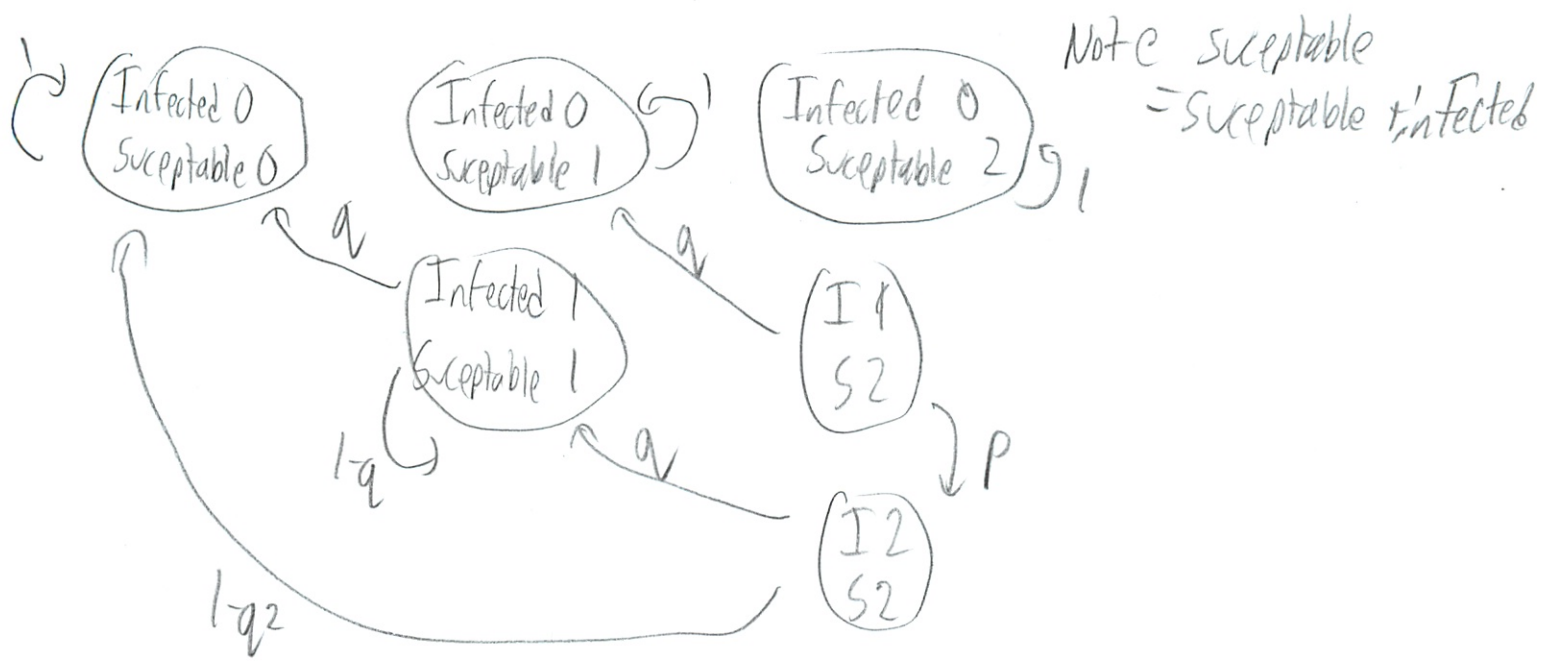 Note suceptable
= suceptable + infected
1
Infected 0
Suceptable 0
Infected 0
Suceptable 1
1
Infected 0
Suceptable 2
1
q
q
Infected 1
Suceptable 1
1-q
I 1
S2
q
p
I 2
S2
1-q2